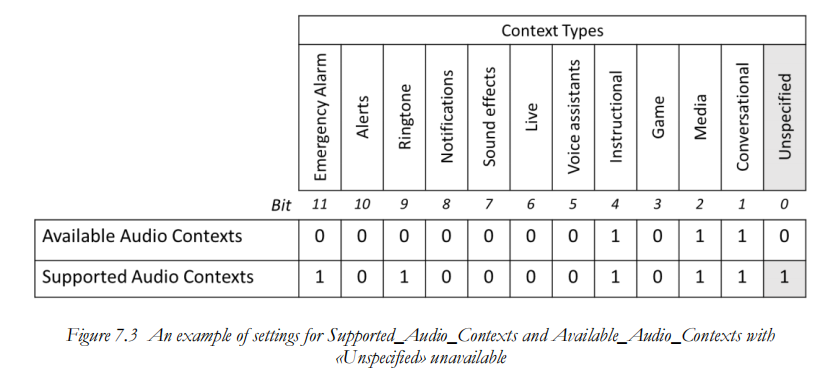 Context Types
Emergency Alarm Alerts Ringtone Notifications Sound effects Live Voice assistants Instructional Game Media Conversational Unspecified
Bit 11 10 9 8 7 6 5 4 3 2 1 0
Available Audio Contexts 0 0 0 0 0 0 0 1 0 1 1 0
Supported Audio Contexts 1 0 1 0 0 0 0 1 0 1 1 1
Figure 7.3 An example of settings for Supported_Audio_Contexts and Available_Audio_Contexts with
«Unspecified» unavailable